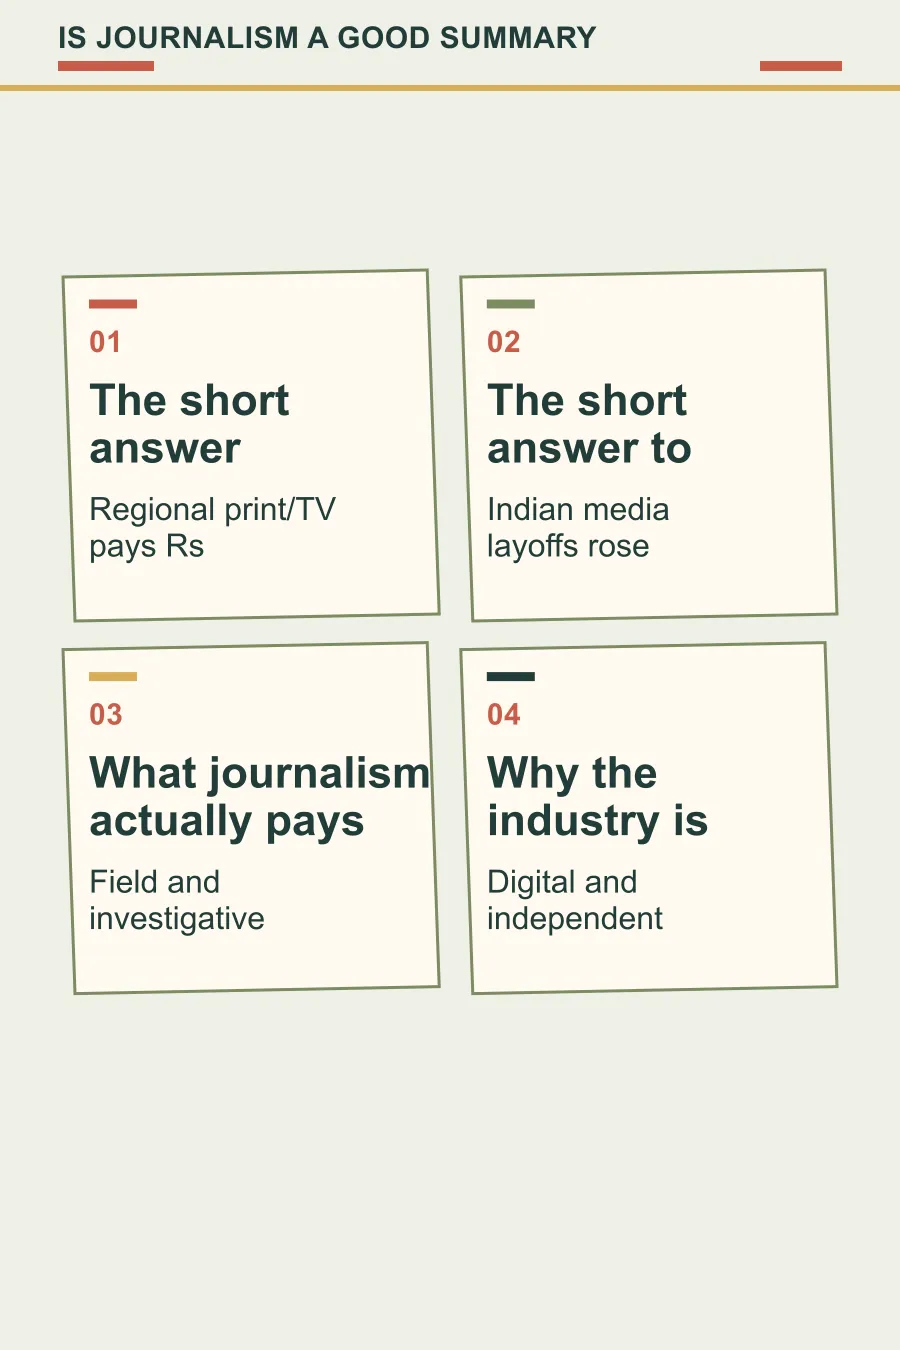 IS JOURNALISM A GOOD SUMMARY
01
The short
answer
Regional print/TV
pays Rs
02
The short
answer to
Indian media
layoffs rose
03
What journalism
actually pays
Field and
investigative
04
Why the
industry is
Digital and
independent